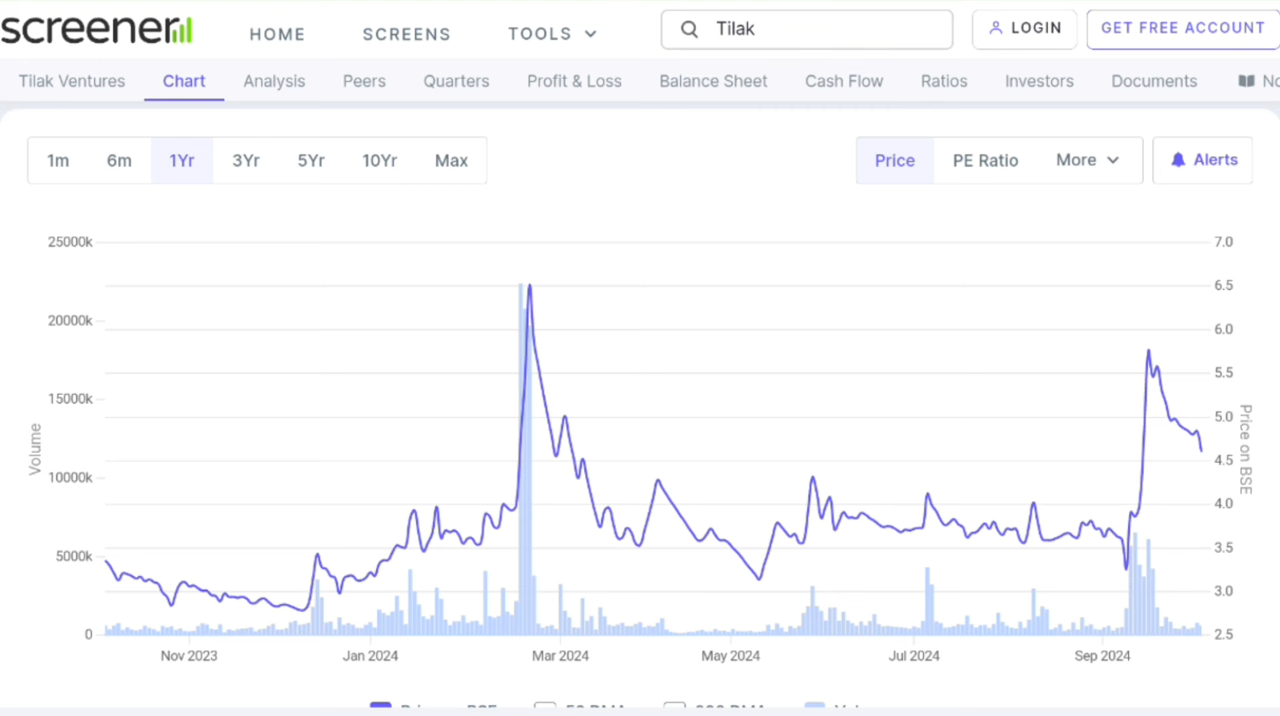 screener
HOME SCREENS TOOLS
Tilak
LOGIN
GET FREE ACCOUNT
Tilak Ventures Chart Analysis Peers Quarters Profit & Loss Balance Sheet Cash Flow Ratios Investors Documents
1m 6m 1Yr 3Yr 5Yr 10Yr Max
Price PE Ratio More
Alerts
25000k
20000k
15000k
10000k
5000k
0
Volume
7.0
6.5
6.0
5.5
5.0
4.5
4.0
3.5
3.0
2.5
Price on BSE
Nov 2023 Jan 2024 Mar 2024 May 2024 Jul 2024 Sep 2024